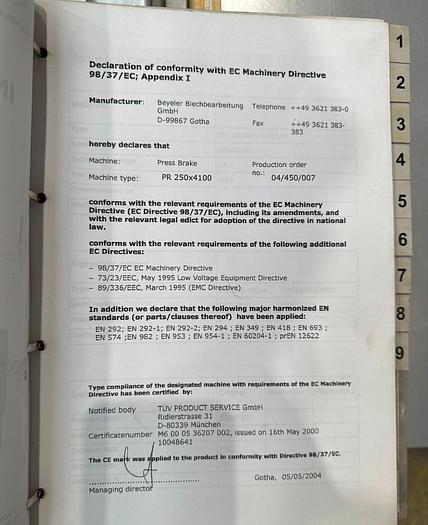 Declaration of conformity with EC Machinery Directive
98/37/EC; Appendix I
Manufacturer: Beyeler Blechbearbeitung GmbH D-99867 Gotha
Telephone ++49 3621 383-0
Fax ++49 3621 383-383
hereby declares that
Machine: Press Brake
Production order no.: 04/450/007
Machine type: PR 250x4100
conforms with the relevant requirements of the EC Machinery
Directive (EC Directive 98/37/EC), including its amendments, and
with the relevant legal edict for adoption of the directive in national
law.
conforms with the relevant requirements of the following additional
EC Directives:
– 98/37/EC EC Machinery Directive
– 73/23/EEC, May 1995 Low Voltage Equipment Directive
– 89/336/EEC, March 1995 (EMC Directive)
In addition we declare that the following major harmonized EN
standards (or parts/clauses thereof) have been applied:
EN 292; EN 292-1; EN 292-2; EN 294 ; EN 349 ; EN 418 ; EN 693 ;
EN 574 ;EN 982 ; EN 953 ; EN 954-1 ; EN 60204-1 ; prEN 12622
Type compliance of the designated machine with requirements of the EC Machinery
Directive has been certified by:
Notified body TÜV PRODUCT SERVICE GmbH
Ridlerstrasse 31
D-80339 München
Certificatenumber M6 00 05 36207 002, issued on 16th May 2000
10048641
The CE mark was applied to the product in conformity with Directive 98/37/EC.
Gotha, 05/05/2004
Managing director
1
2
3
4
5
6
7
8
9